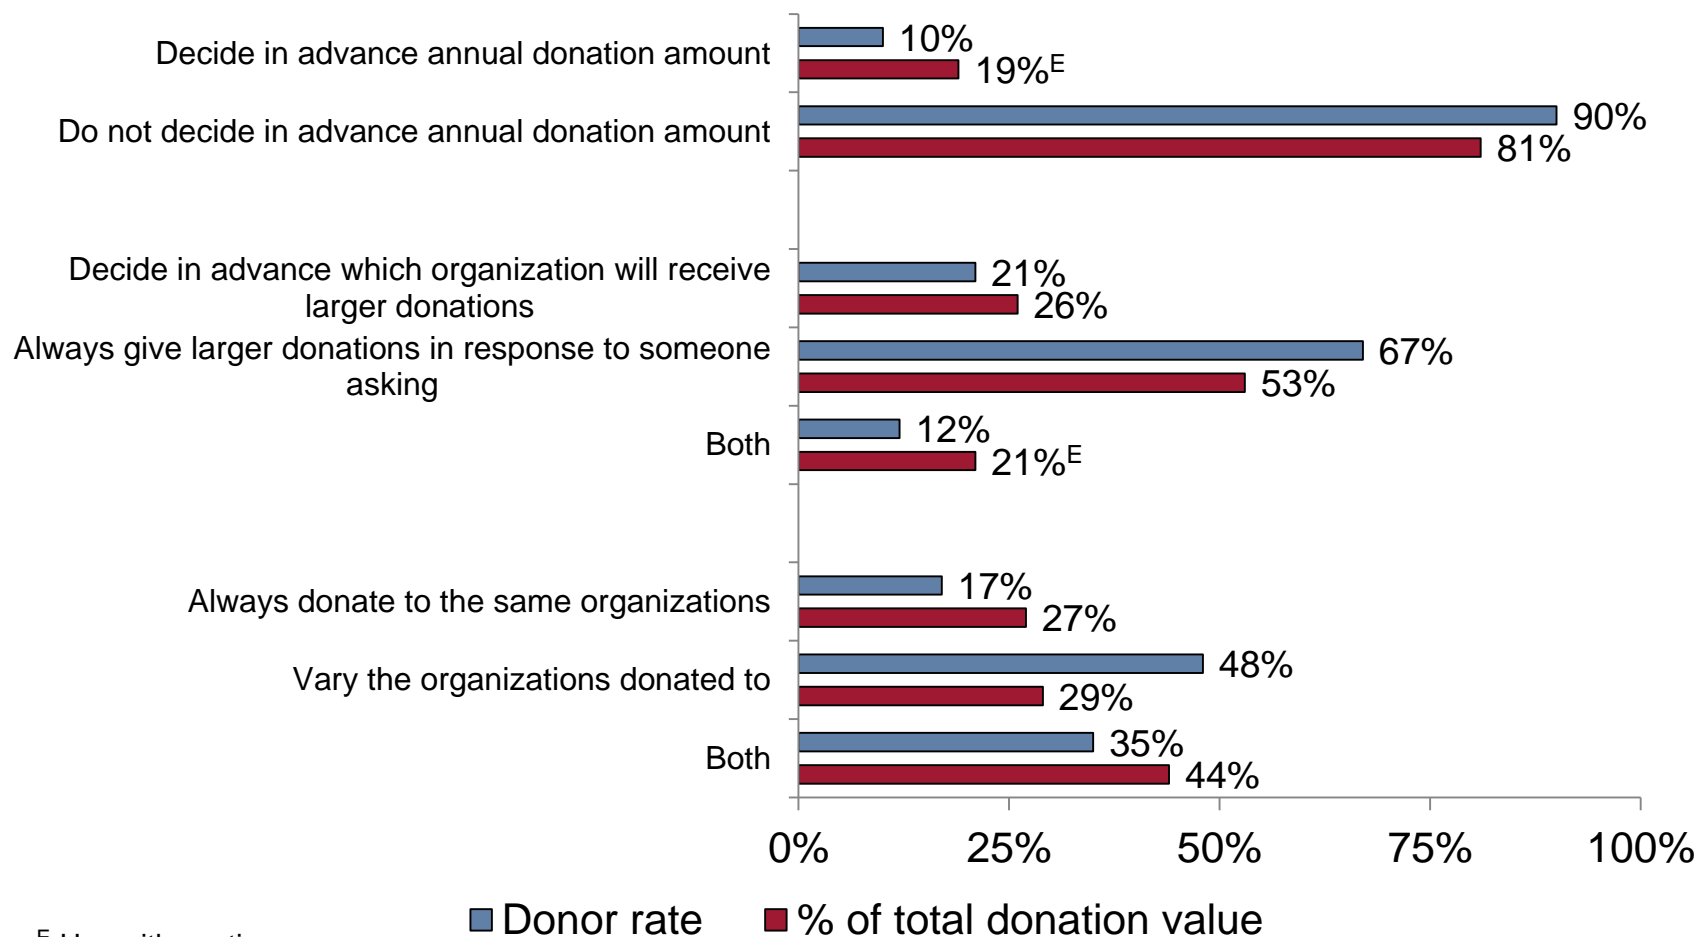 Decide in advance annual donation amount
10%
19%E
Do not decide in advance annual donation amount
90%
81%
Decide in advance which organization will receive
larger donations
21%
26%
Always give larger donations in response to someone
asking
67%
53%
Both
12%
21%E
Always donate to the same organizations
17%
27%
Vary the organizations donated to
48%
29%
Both
35%
44%
0% 25% 50% 75% 100%
Donor rate % of total donation value
E